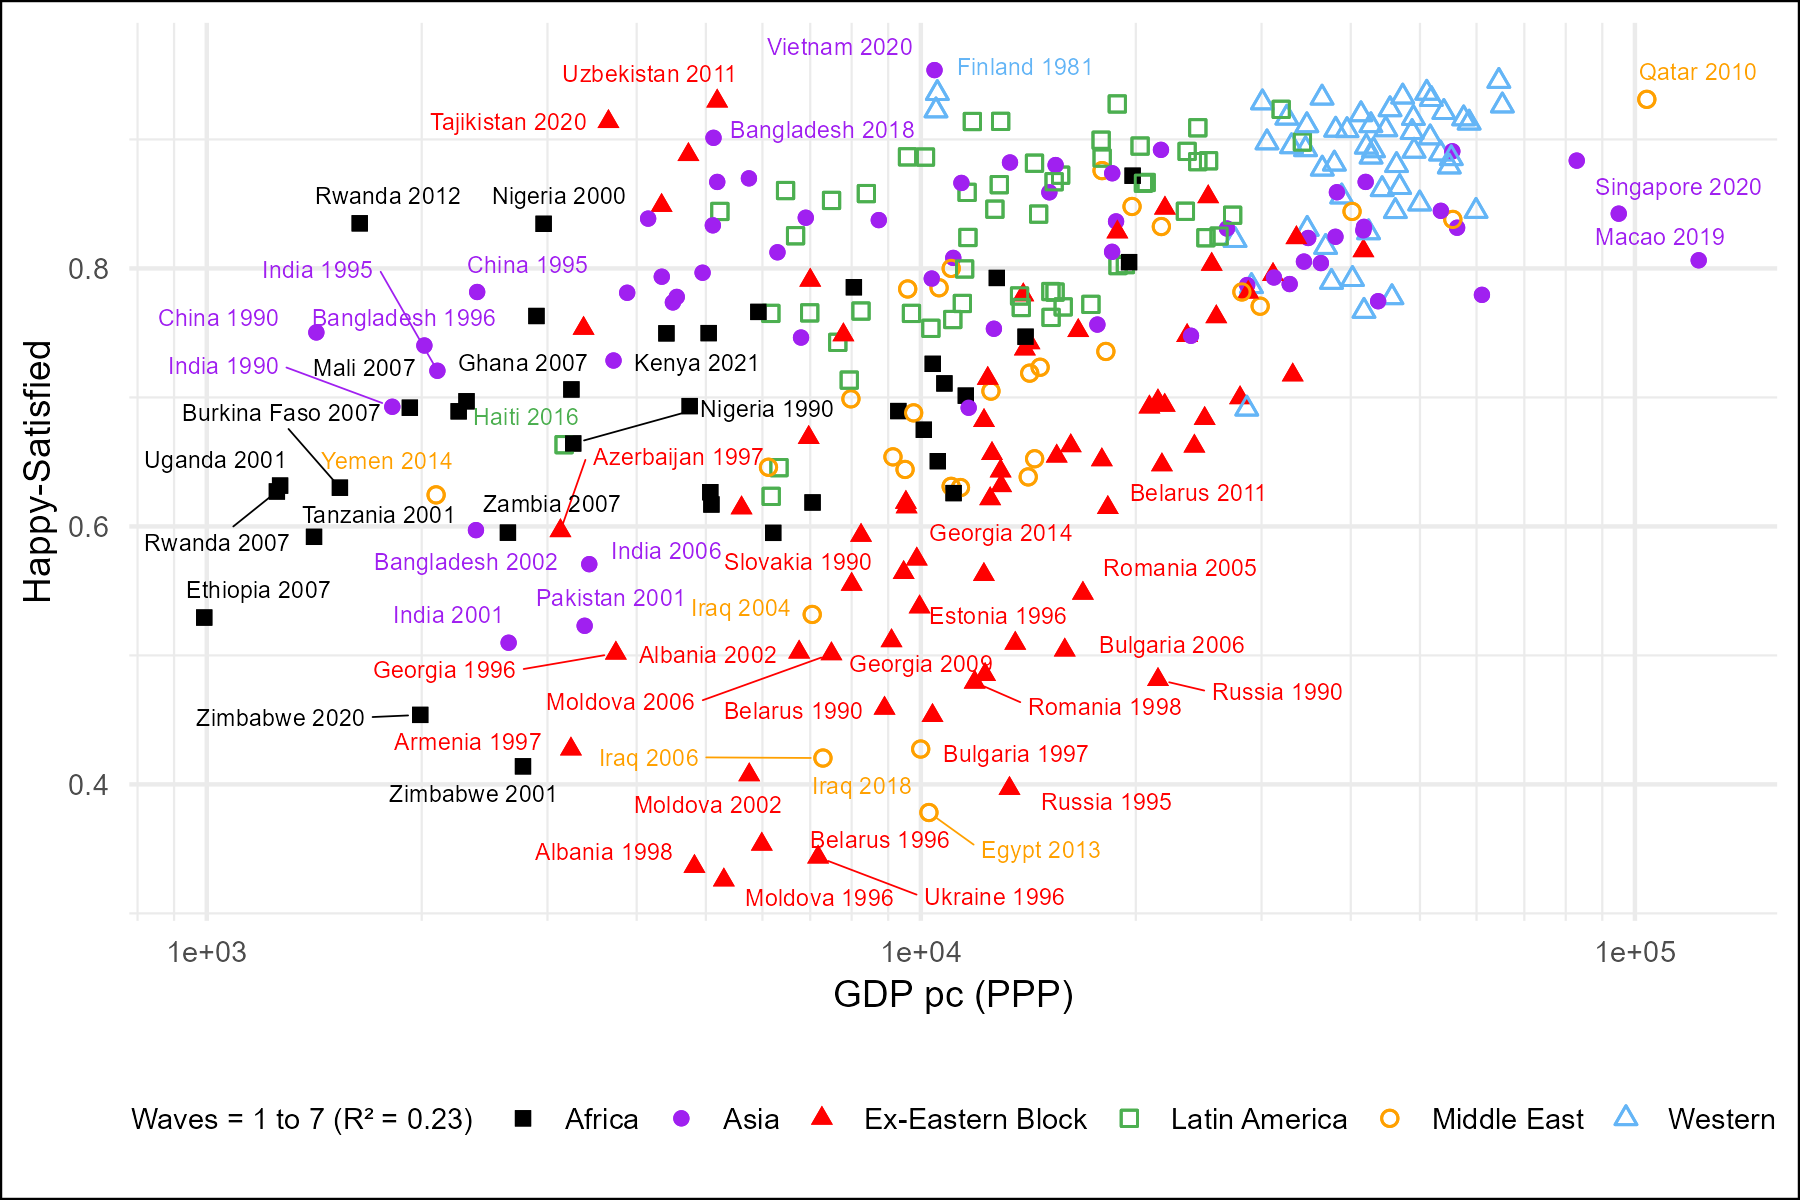 Vietnam 2020
Finland 1981
Uzbekistan 2011
Qatar 2010
Tajikistan 2020
Bangladesh 2018
Rwanda 2012
Nigeria 2000
Singapore 2020
India 1995
China 1995
Macao 2019
0.8
China 1990
Bangladesh 1996
India 1990
Mali 2007
Ghana 2007
Kenya 2021
Burkina Faso 2007
Haiti 2016
Nigeria 1990
Uganda 2001
Yemen 2014
Azerbaijan 1997
Belarus 2011
Zambia 2007
Tanzania 2001
0.6
Rwanda 2007
Georgia 2014
Bangladesh 2002
India 2006
Slovakia 1990
Romania 2005
Ethiopia 2007
Pakistan 2001
Iraq 2004
India 2001
Estonia 1996
Georgia 1996
Albania 2002
Georgia 2009
Bulgaria 2006
Moldova 2006
Russia 1990
Zimbabwe 2020
Belarus 1990
Romania 1998
Armenia 1997
Iraq 2006
Bulgaria 1997
0.4
Zimbabwe 2001
Iraq 2018
Moldova 2002
Russia 1995
Albania 1998
Belarus 1996
Egypt 2013
Moldova 1996
Ukraine 1996
Happy-Satisfied
1e+03
1e+04
1e+05
GDP pc (PPP)
Waves = 1 to 7 (R² = 0.23)
Africa
Asia
Ex-Eastern Block
Latin America
Middle East
Western